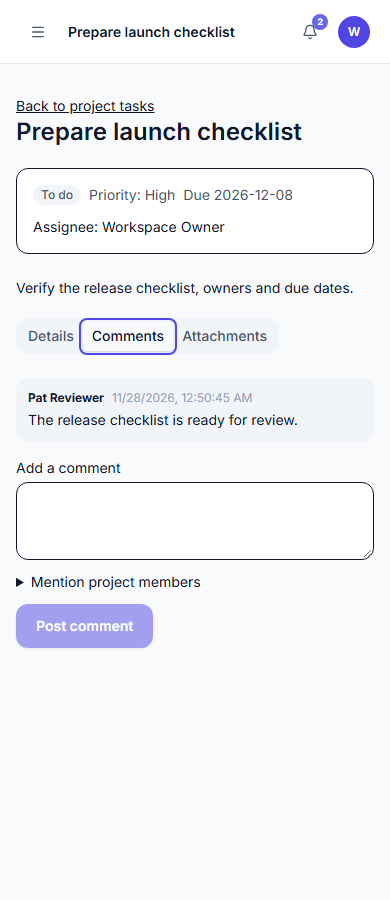 Prepare launch checklist
2
W
Back to project tasks
Prepare launch checklist
To do Priority: High Due 2026-12-08
Assignee: Workspace Owner
Verify the release checklist, owners and due dates.
Details Comments Attachments
Pat Reviewer 11/28/2026, 12:50:45 AM
The release checklist is ready for review.
Add a comment
Mention project members
Post comment